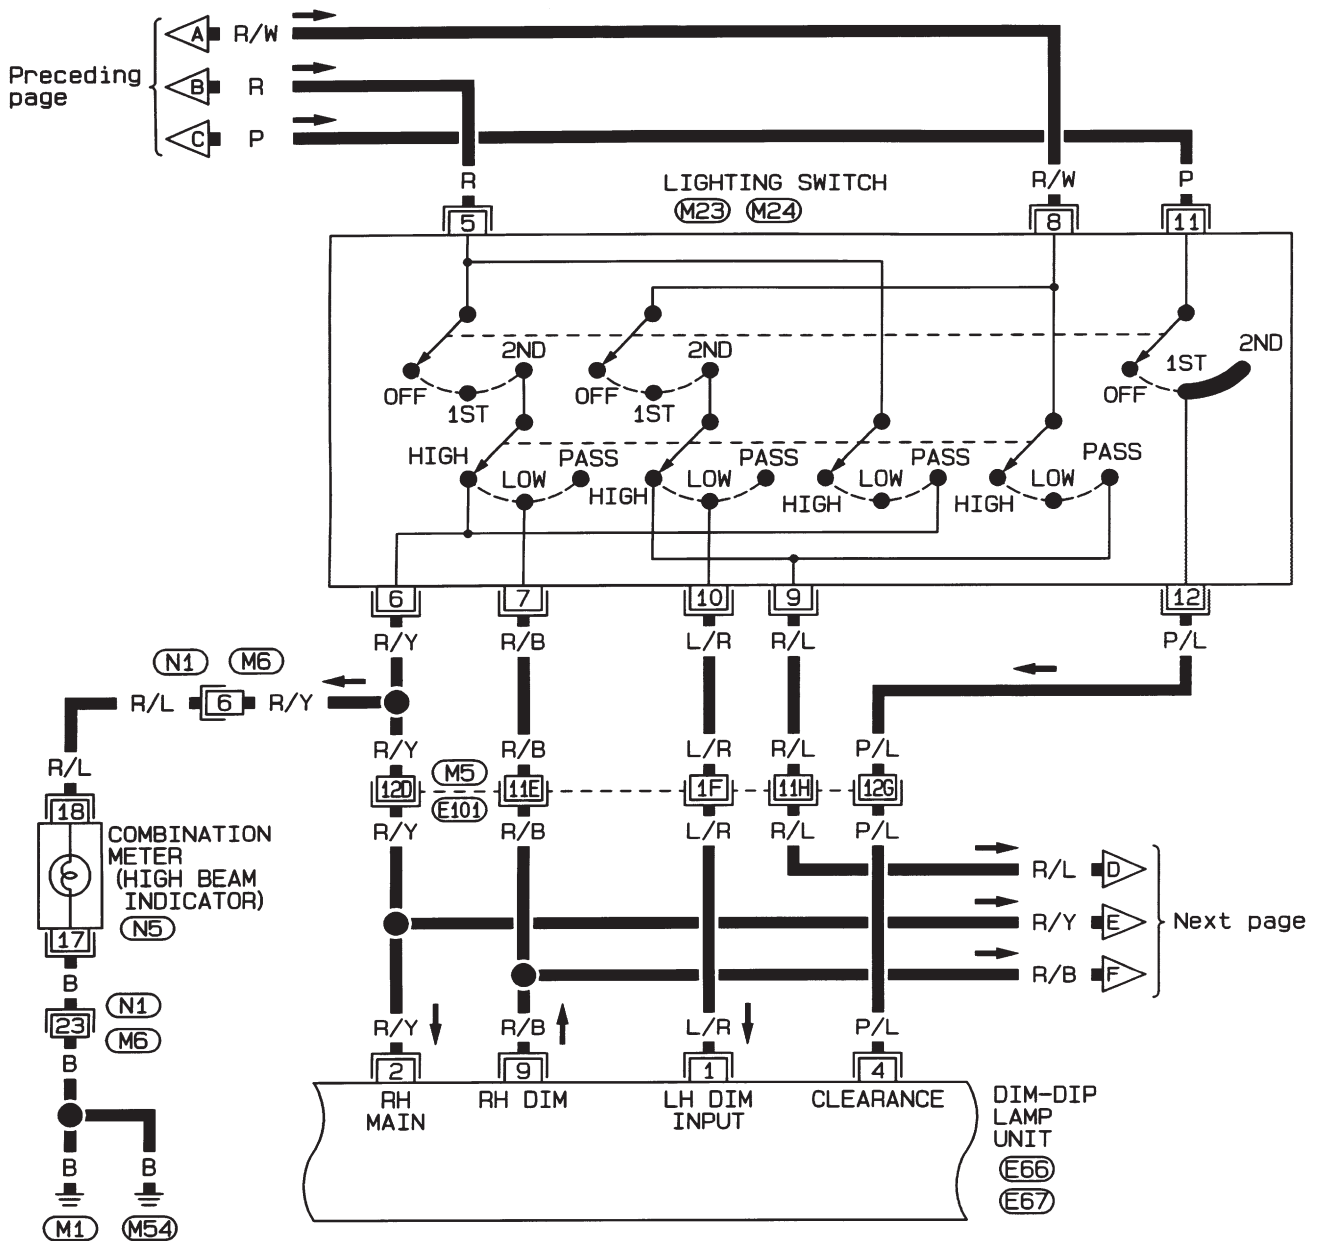 A R/W
Preceding
page
B R
C P
R
LIGHTING SWITCH
M23 M24
R/W
P
5
8
11
2ND
2ND
2ND
1ST
OFF
1ST
OFF
1ST
OFF
HIGH
LOW
PASS
HIGH
LOW
PASS
HIGH
LOW
PASS
HIGH
LOW
PASS
6
7
10
9
12
R/Y
R/B
L/R
R/L
P/L
N1 M6
R/L 6 R/Y
R/L
R/Y
R/B
L/R
R/L
P/L
M5
12D
11E
1F
11H
12G
E101
R/Y
R/B
L/R
R/L
P/L
18
COMBINATION
METER
(HIGH BEAM
INDICATOR)
N5
17
B
23
N1
M6
B
B
B
M1
M54
R/L D
R/Y E
R/B F
Next page
R/Y
R/B
L/R
P/L
2
9
1
4
RH
MAIN
RH DIM
LH DIM
INPUT
CLEARANCE
DIM-DIP
LAMP
UNIT
E66
E67